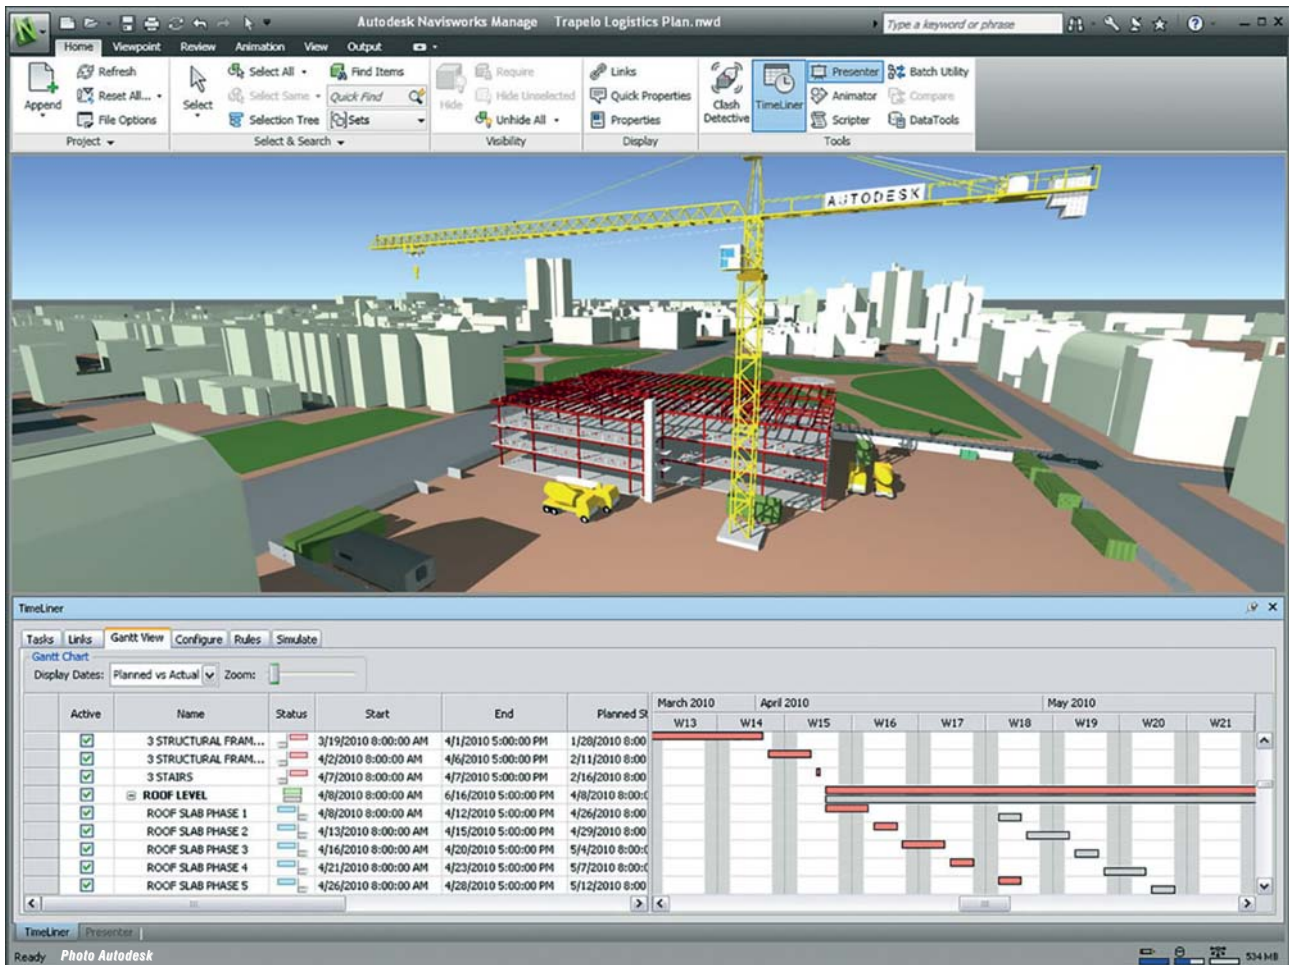 Autodesk Navisworks Manage Trapelo Logistics Plan.nwd
Type a keyword or phrase
Home Viewpoint Review Animation View Output
Append
Refresh
Reset All...
File Options
Project
Select
Select All
Select Same
Selection Tree
Find Items
Quick Find
Sets
Select & Search
Hide
Require
Hide Unselected
Unhide All
Visibility
Links
Quick Properties
Properties
Display
Clash
Detective
TimeLiner
Presenter
Animator
Scripter
Batch Utility
Compare
DataTools
Tools
AUTODESK
TimeLiner
Tasks Links Gantt View Configure Rules Simulate
Gantt Chart
Display Dates: Planned vs Actual Zoom:
Active Name Status Start End Planned St
March 2010 April 2010 May 2010
W13 W14 W15 W16 W17 W18 W19 W20 W21
3 STRUCTURAL FRAM... 3/19/2010 8:00:00 AM 4/1/2010 5:00:00 PM 1/28/2010 8:00
3 STRUCTURAL FRAM... 4/2/2010 8:00:00 AM 4/6/2010 5:00:00 PM 2/11/2010 8:00
3 STAIRS 4/7/2010 8:00:00 AM 4/7/2010 5:00:00 PM 2/16/2010 8:00
ROOF LEVEL 4/8/2010 8:00:00 AM 6/16/2010 5:00:00 PM 4/8/2010 8:00:0
ROOF SLAB PHASE 1 4/8/2010 8:00:00 AM 4/12/2010 5:00:00 PM 4/26/2010 8:00
ROOF SLAB PHASE 2 4/13/2010 8:00:00 AM 4/15/2010 5:00:00 PM 4/29/2010 8:00
ROOF SLAB PHASE 3 4/16/2010 8:00:00 AM 4/20/2010 5:00:00 PM 5/4/2010 8:00:0
ROOF SLAB PHASE 4 4/21/2010 8:00:00 AM 4/23/2010 5:00:00 PM 5/7/2010 8:00:0
ROOF SLAB PHASE 5 4/26/2010 8:00:00 AM 4/28/2010 5:00:00 PM 5/12/2010 8:00
TimeLiner Presenter
Ready Photo Autodesk 534 MB